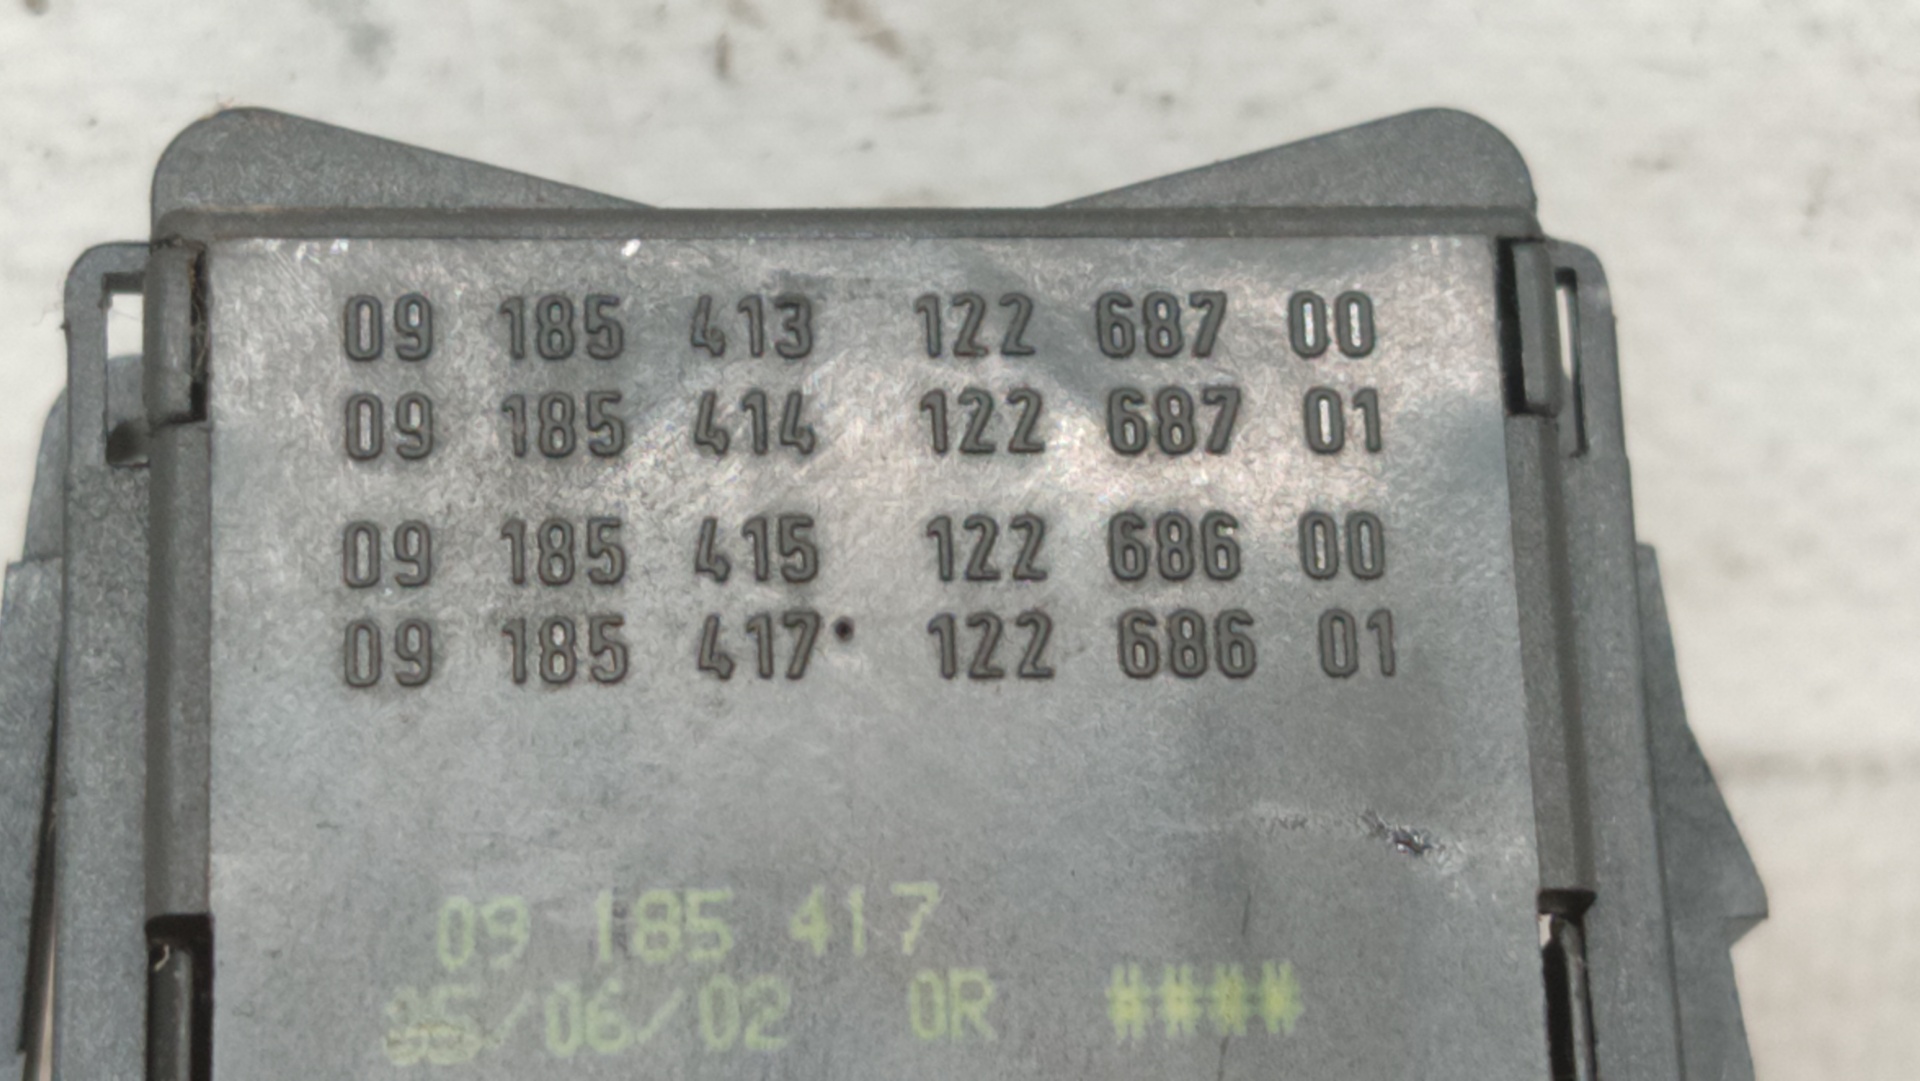 09 185 413 122 687 00
09 185 414 122 687 01
09 185 415 122 686 00
09 185 417• 122 686 01
09 185 417
/06/02 0R ####